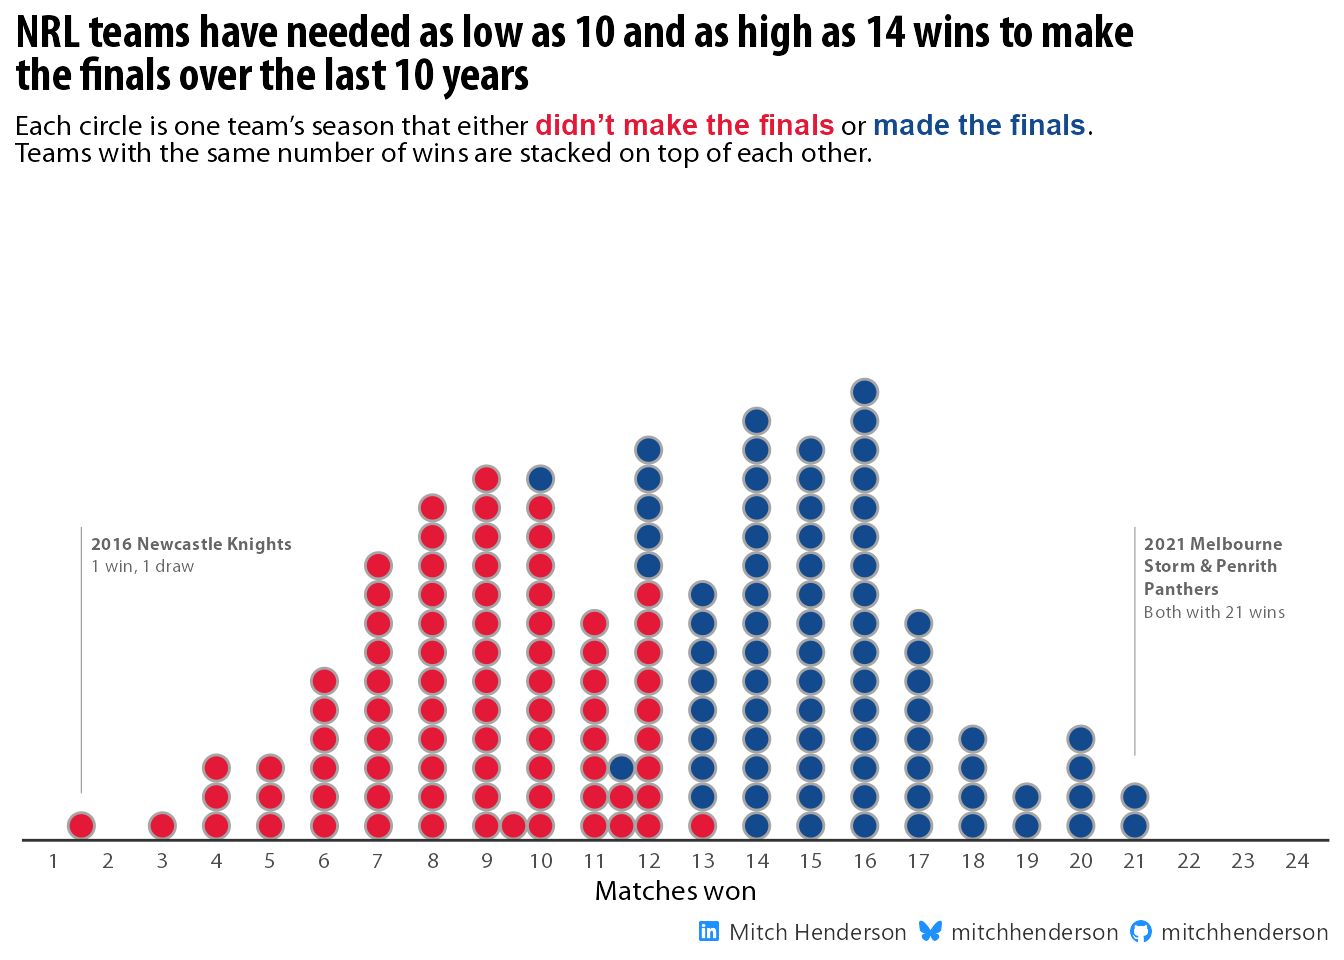 NRL teams have needed as low as 10 and as high as 14 wins to make
the finals over the last 10 years
Each circle is one team’s season that either didn’t make the finals or made the finals.
Teams with the same number of wins are stacked on top of each other.
2016 Newcastle Knights
1 win, 1 draw
2021 Melbourne
Storm & Penrith
Panthers
Both with 21 wins
1 2 3 4 5 6 7 8 9 10 11 12 13 14 15 16 17 18 19 20 21 22 23 24
Matches won
Mitch Henderson mitchhenderson mitchhenderson